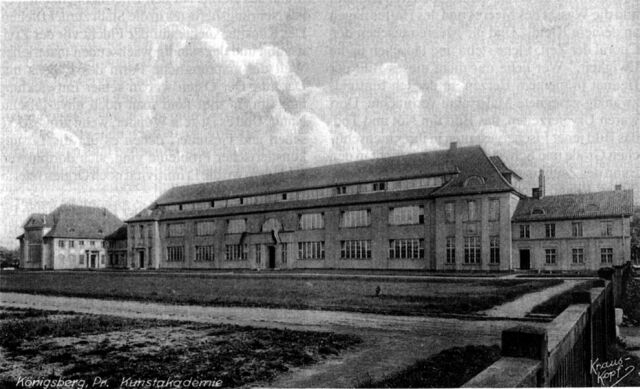 Königsberg, Pr. Kunstakademie
Kraus-
Kopf.